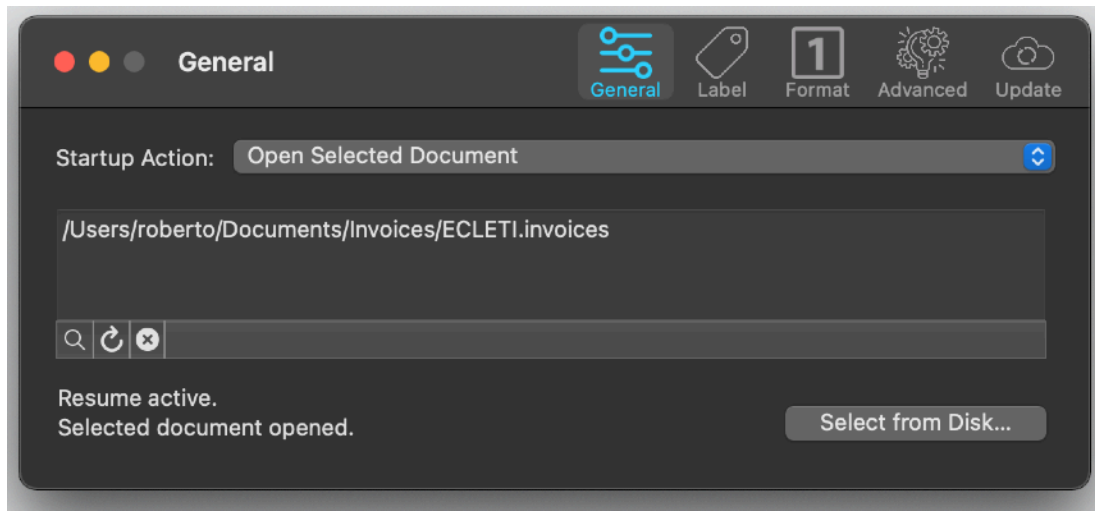 General
General
Label
1
Format
Advanced
Update
Startup Action: Open Selected Document
/Users/roberto/Documents/Invoices/ECLETI.invoices
Resume active.
Selected document opened.
Select from Disk...